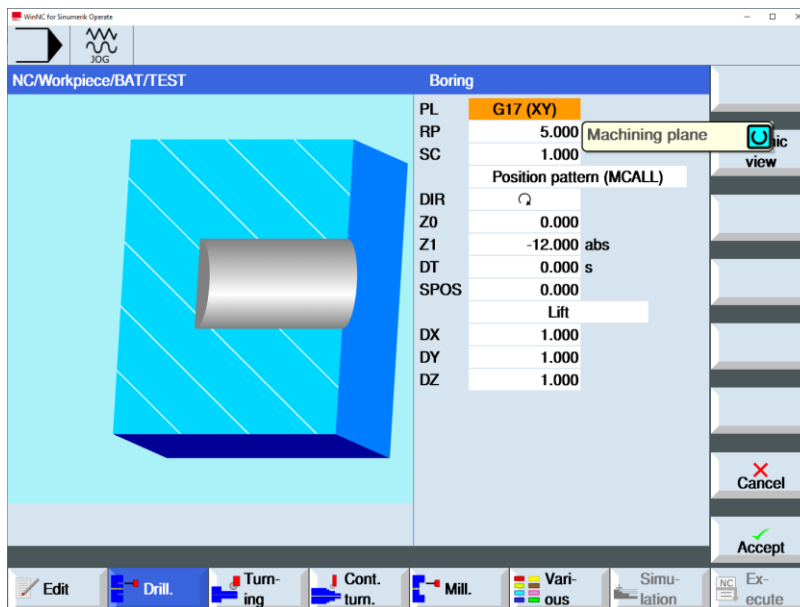 WinNC for Sinumerik Operate
JOG
NC/Workpiece/BAT/TEST
Boring
PL G17 (XY)
RP 5.000
Machining plane
SC 1.000
view
Position pattern (MCALL)
DIR
Z0 0.000
Z1 -12.000 abs
DT 0.000 s
SPOS 0.000
Lift
DX 1.000
DY 1.000
DZ 1.000
Cancel
Accept
Edit
Drill.
Turn-
ing
Cont.
turn.
Mill.
Vari-
ous
Simu-
lation
NC
Ex-
ecute